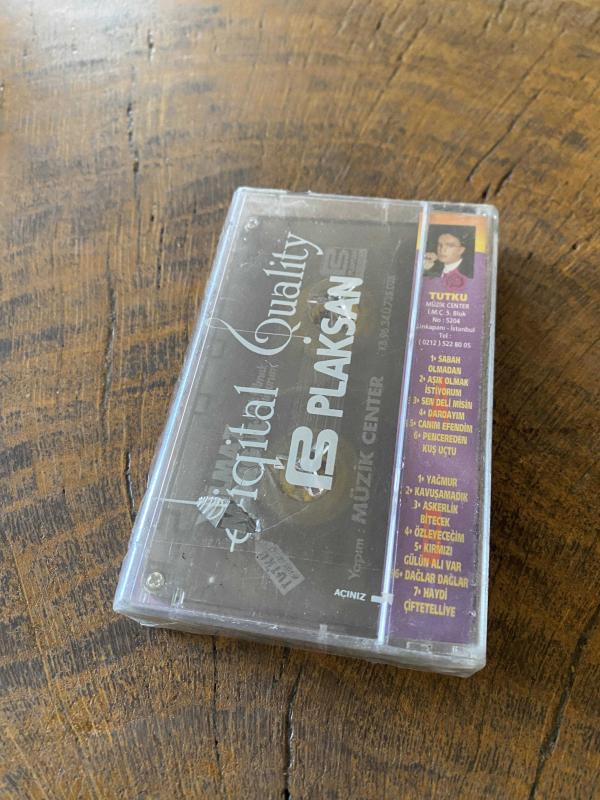 Digital Quality
PLAKSAN
Yapım : MÜZİK CENTER
AÇINIZ
TUTKU
MÜZİK CENTER
İ.M.Ç. 5. Blok
No : 5204
Unkapanı - İstanbul
Tel :
( 0212 ) 522 80 05
1• SABAH
OLMADAN
2• AŞIK OLMAK
İSTİYORUM
3• SEN DELİ MİSİN
4• DARDAYIM
5• CANIM EFENDİM
6• PENCEREDEN
KUŞ UÇTU
1• YAĞMUR
2• KAVUŞAMADIK
3• ASKERLİK
BİTECEK
4• ÖZLEYECEĞİM
5• KIRMIZI
GÜLÜN ALI VAR
6• DAĞLAR DAĞLAR
7• HAYDİ
ÇİFTETELLİYE